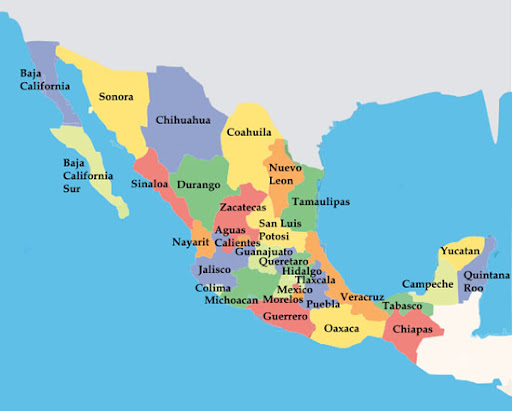 Baja
California
Sonora
Chihuahua
Coahuila
Baja
California
Sur
Sinaloa
Durango
Nuevo
Leon
Tamaulipas
Zacatecas
San Luis
Potosi
Nayarit
Aguas
Calientes
Guanajuato
Queretaro
Hidalgo
Jalisco
Tlaxcala
Colima
Mexico
Michoacan
Morelos
Puebla
Veracruz
Guerrero
Oaxaca
Tabasco
Chiapas
Campeche
Yucatan
Quintana
Roo